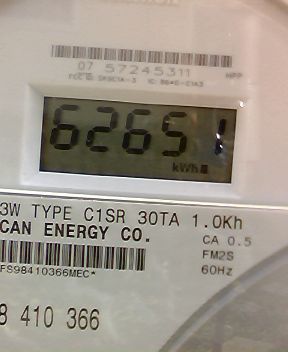 07 57245311 HPP
62651
kWh
3W TYPE C1SR 30TA 1.0Kh
CAN ENERGY CO. CA 0.5
FM2S
FS98410366MEC* 60Hz
8 410 366